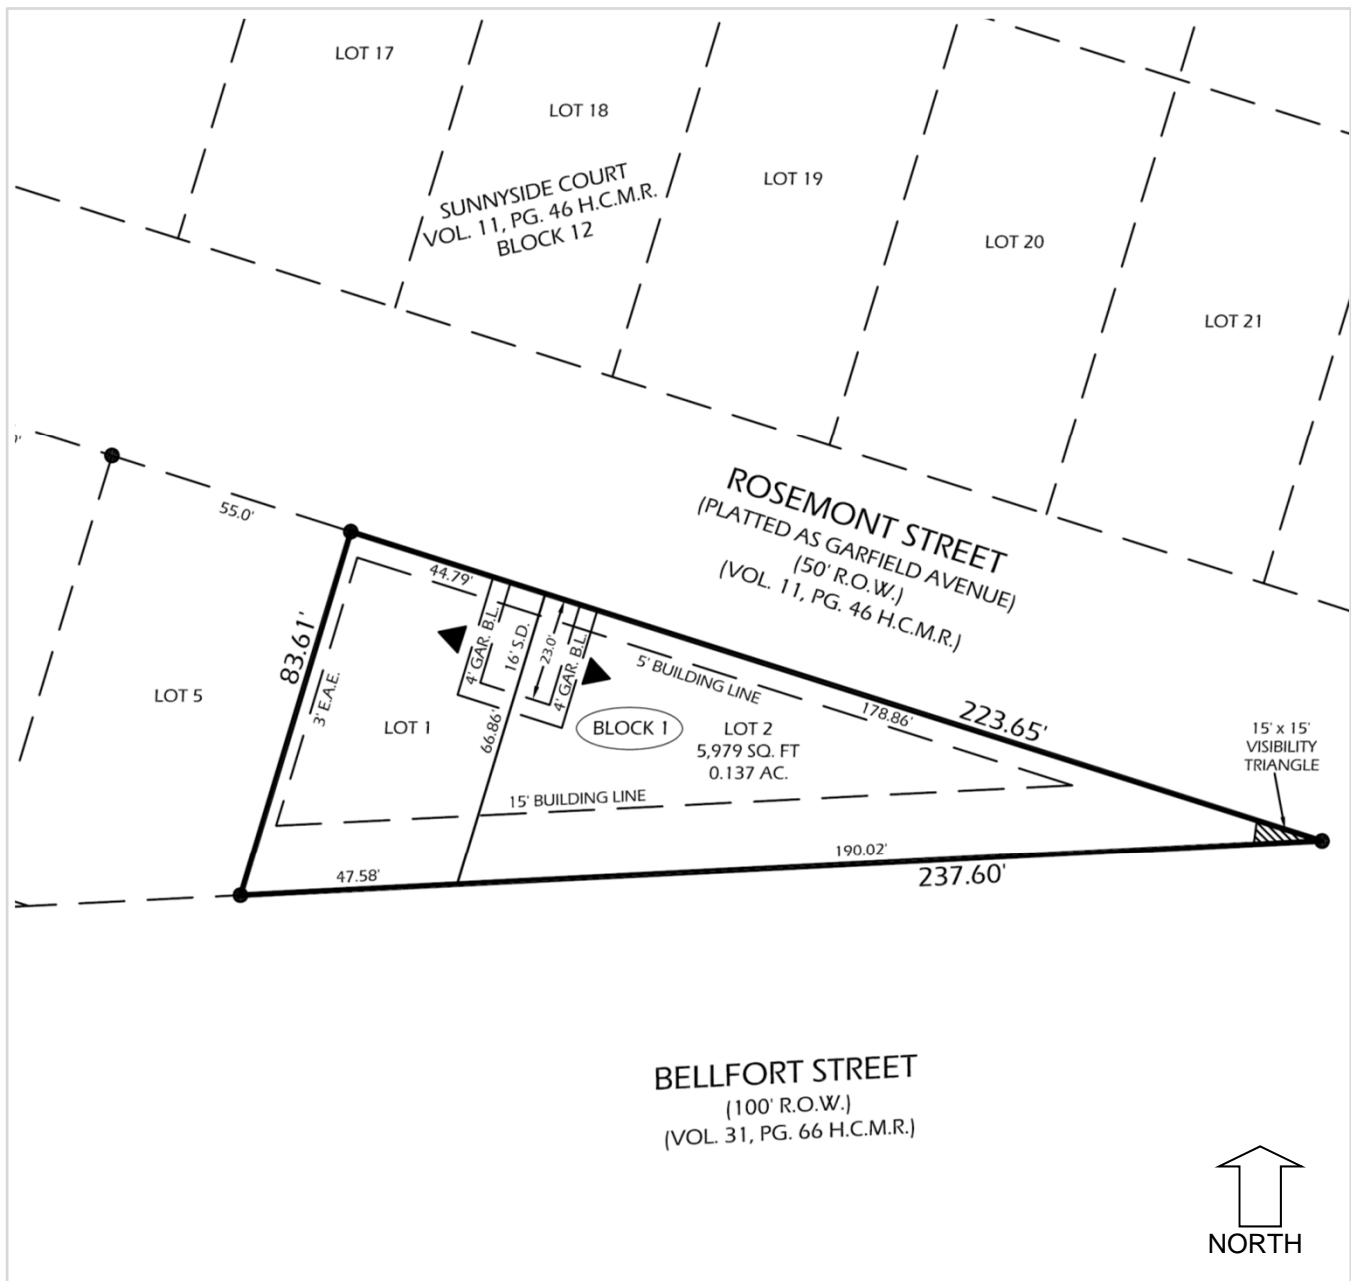 LOT 17
LOT 18
LOT 19
LOT 20
LOT 21
SUNNYSIDE COURT
VOL. 11, PG. 46 H.C.M.R.
BLOCK 12
ROSEMONT STREET
(PLATTED AS GARFIELD AVENUE)
(50' R.O.W.)
(VOL. 11, PG. 46 H.C.M.R.)
55.0'
44.79'
83.61'
3' E.A.E.
4' GAR. B.L.
16' S.D.
23.0'
4' GAR. B.L.
5' BUILDING LINE
178.86'
223.65'
LOT 5
LOT 1
66.86'
BLOCK 1
LOT 2
5,979 SQ. FT
0.137 AC.
15' x 15'
VISIBILITY
TRIANGLE
15' BUILDING LINE
47.58'
190.02'
237.60'
BELLFORT STREET
(100' R.O.W.)
(VOL. 31, PG. 66 H.C.M.R.)
NORTH